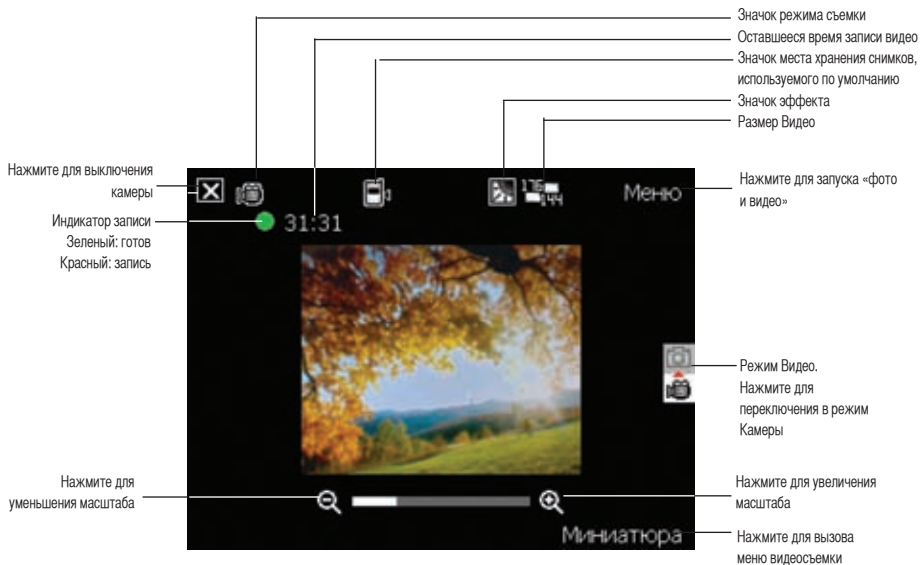 Значок режима съемки
Оставшееся время записи видео
Значок места хранения снимков,
используемого по умолчанию
Значок эффекта
Размер Видео
Нажмите для выключения
камеры
Индикатор записи
Зеленый: готов
Красный: запись
176
144
Меню
31:31
Нажмите для запуска «фото
и видео»
Режим Видео.
Нажмите для
переключения в режим
Камеры
Нажмите для
уменьшения масштаба
Нажмите для увеличения
масштаба
Миниатюра
Нажмите для вызова
меню видеосъемки